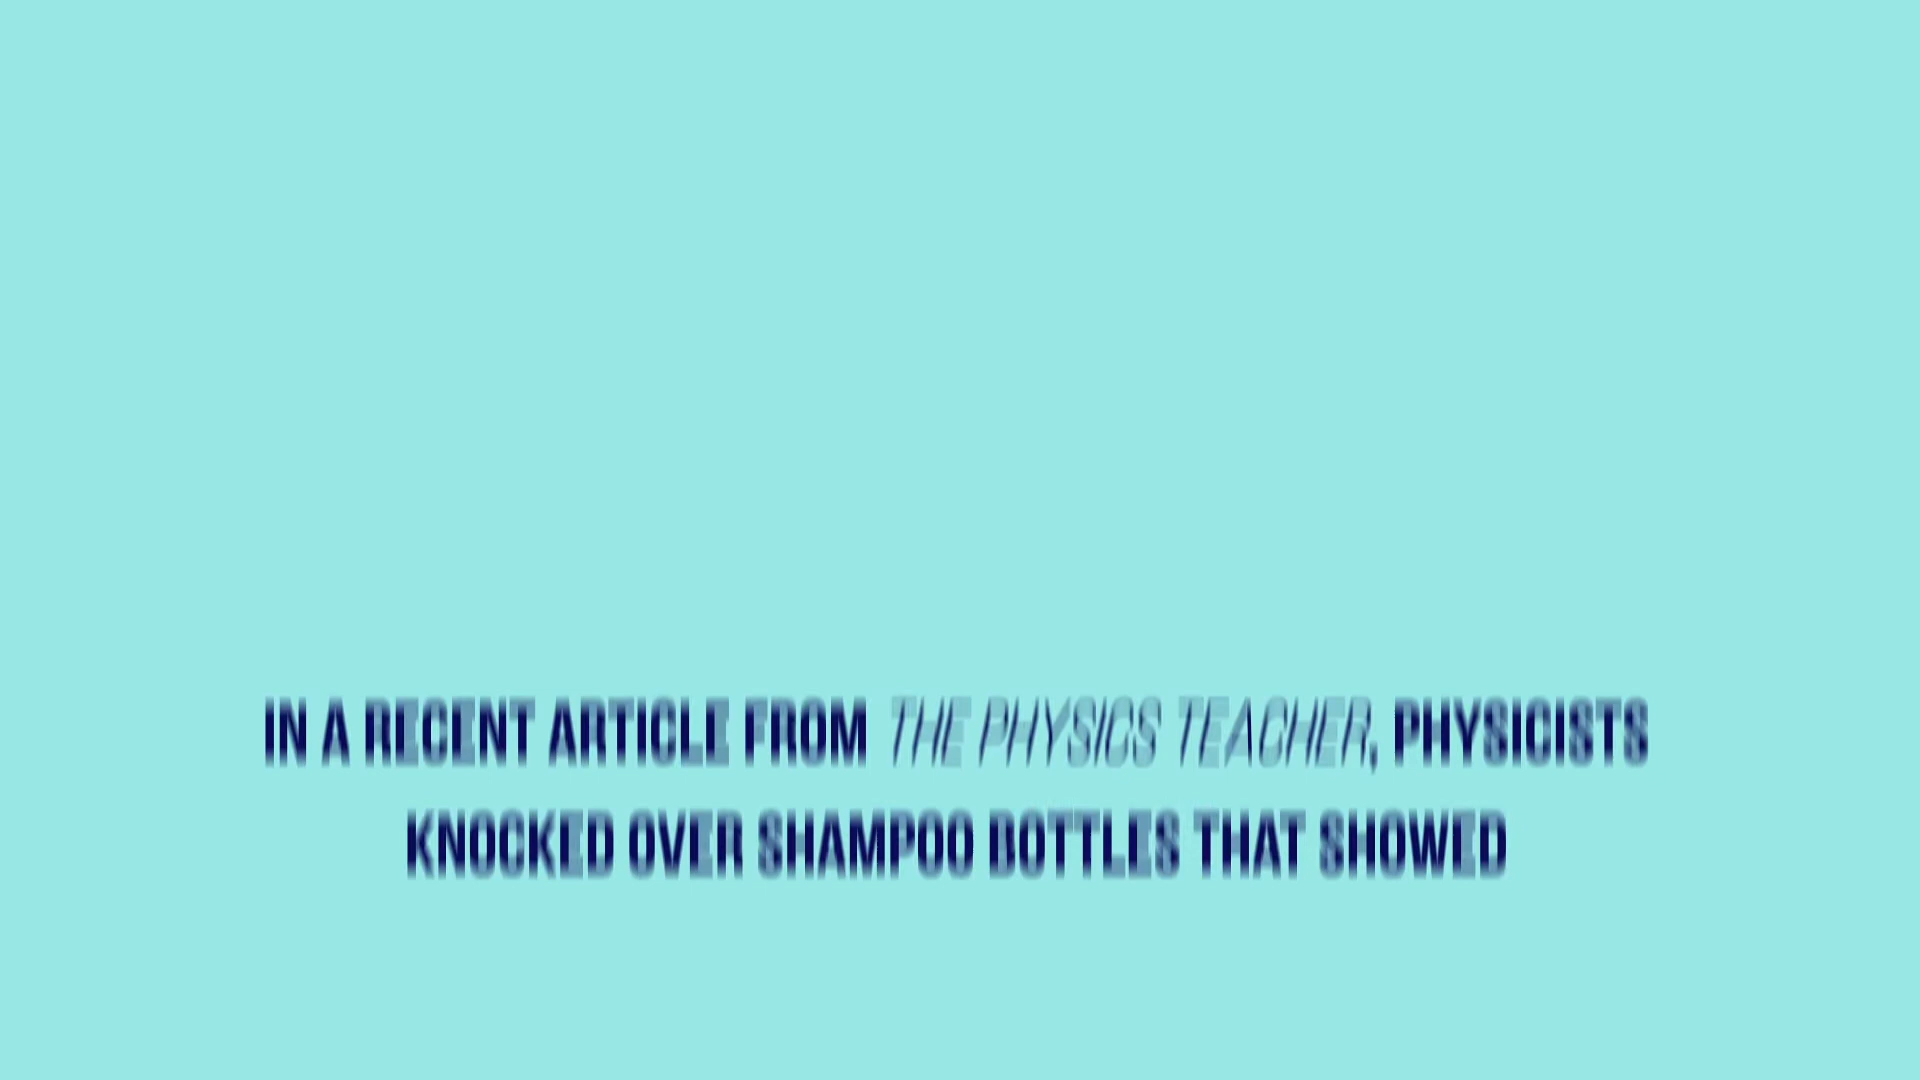 IN A RECENT ARTICLE FROM THE PHYSICS TEACHER, PHYSICISTS
KNOCKED OVER SHAMPOO BOTTLES THAT SHOWED